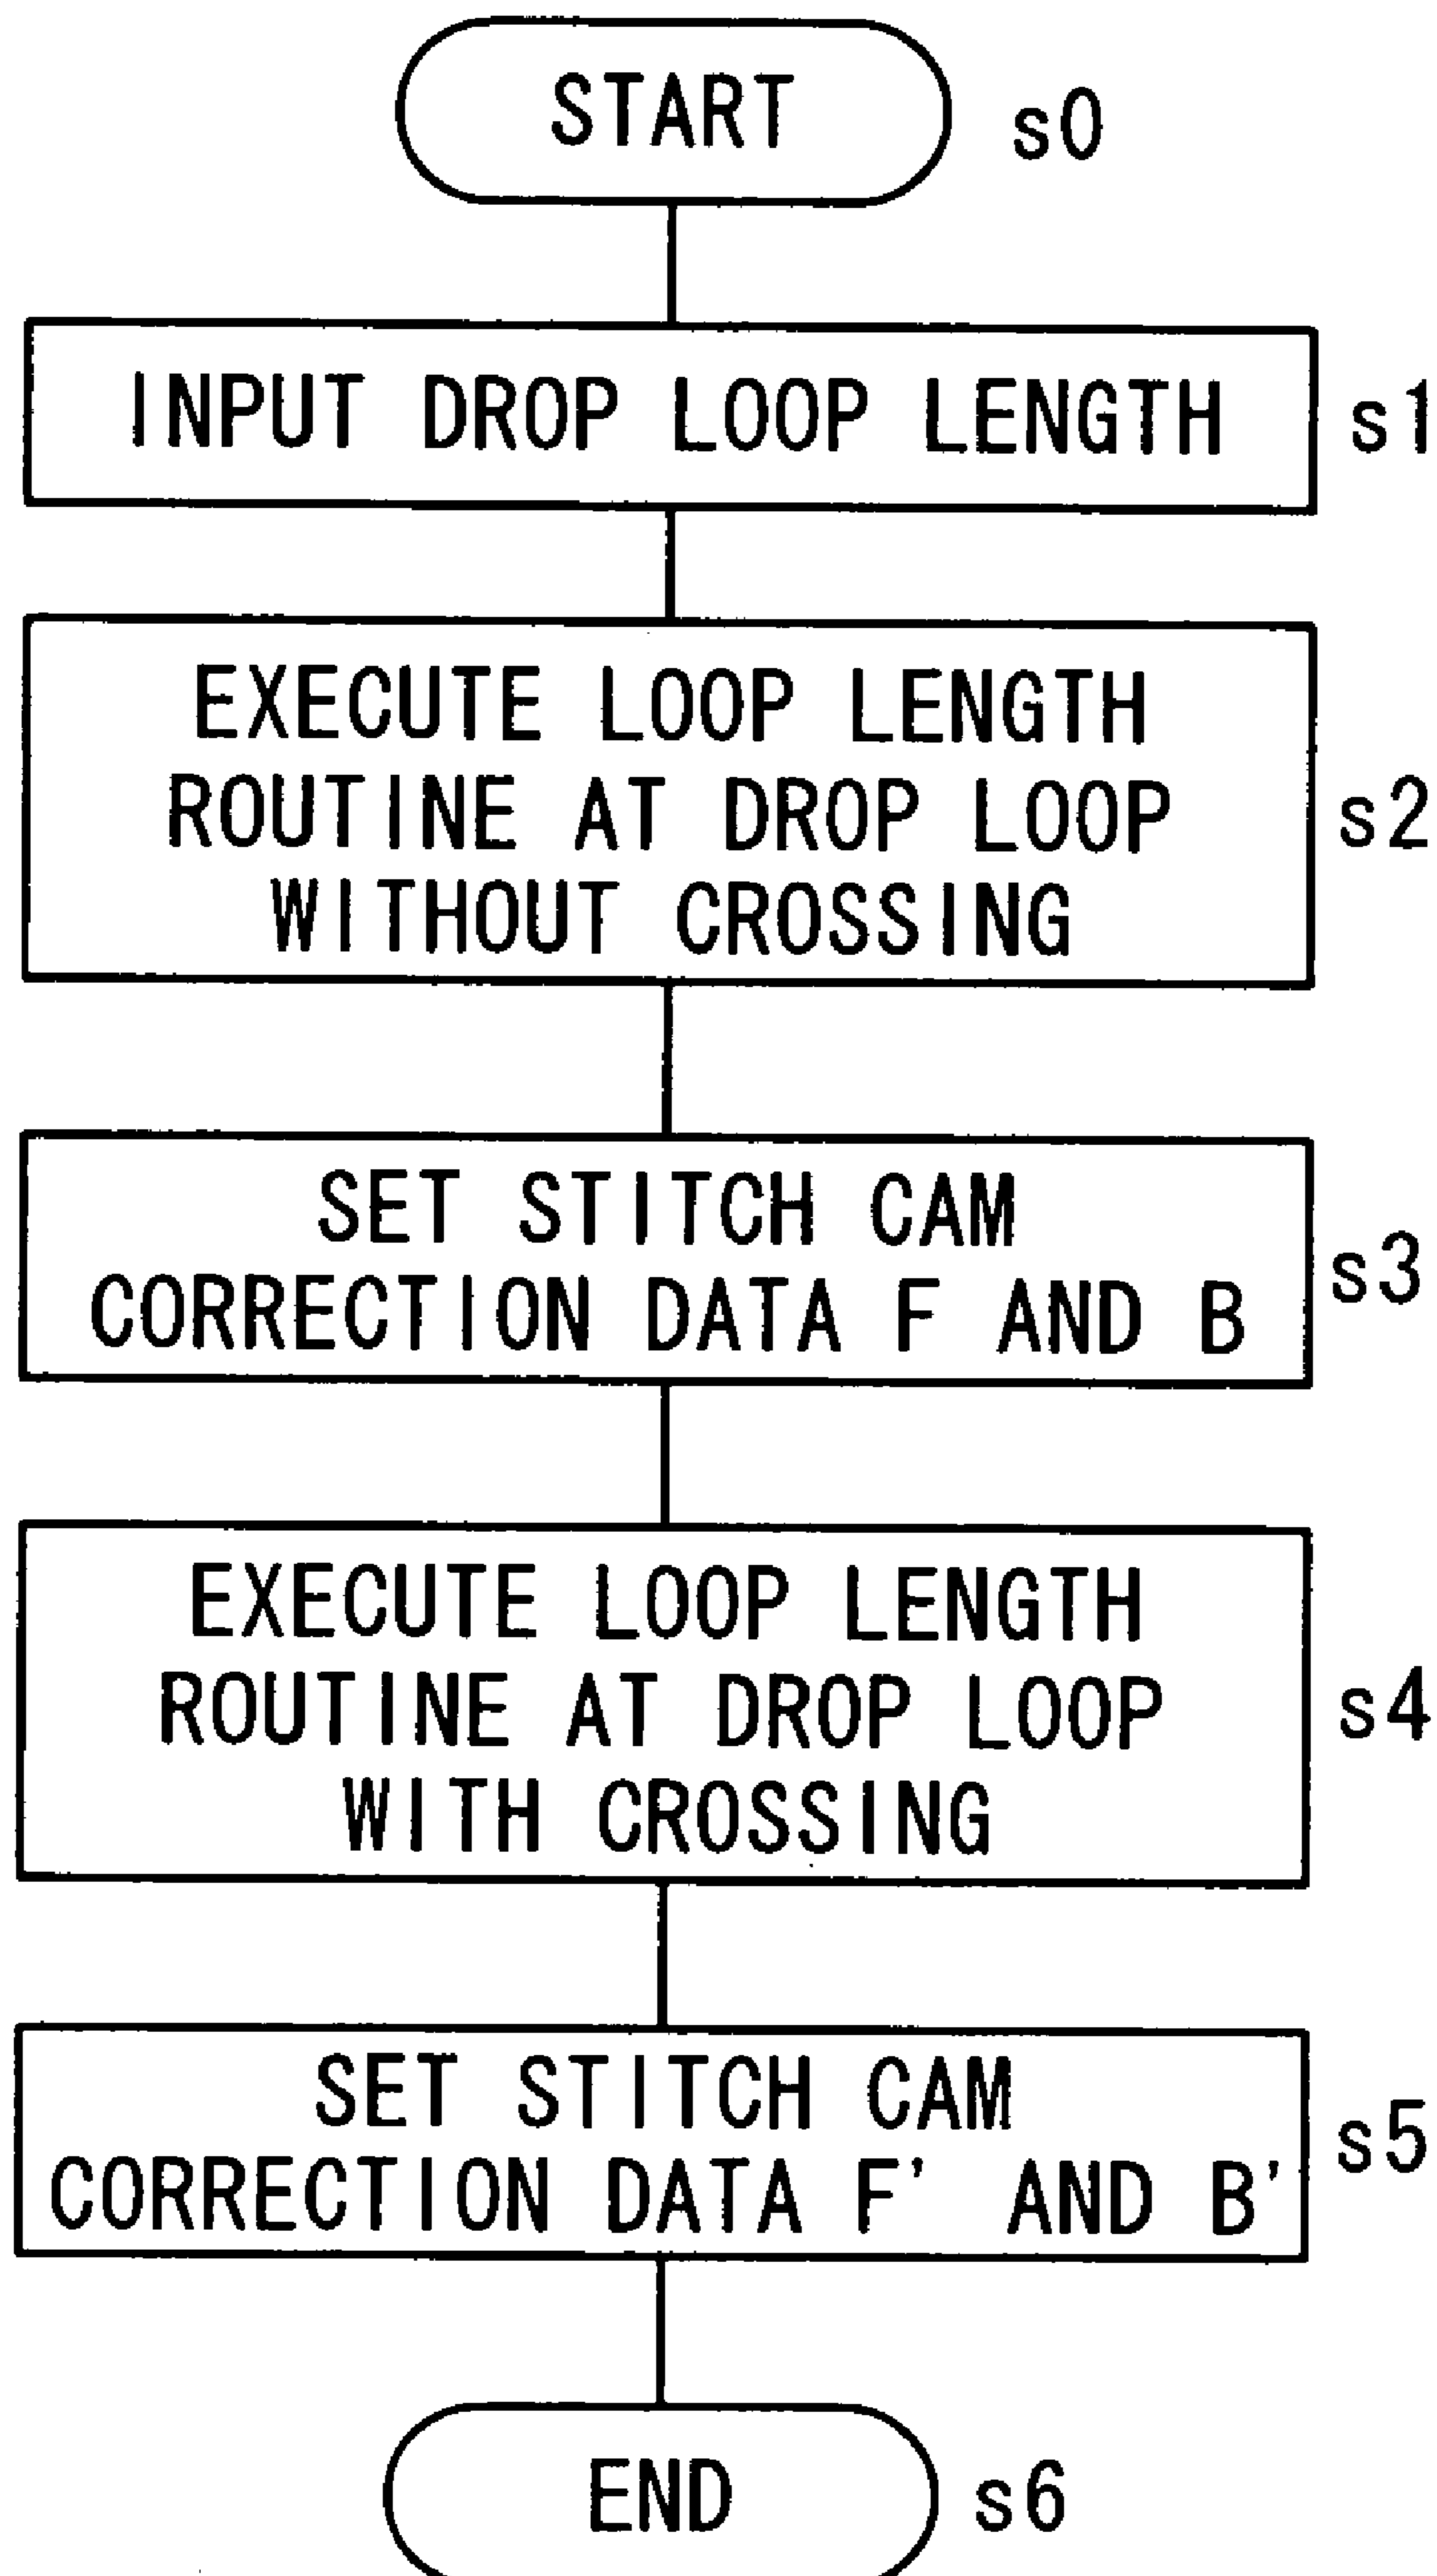 START
s0
INPUT DROP LOOP LENGTH
s1
EXECUTE LOOP LENGTH
ROUTINE AT DROP LOOP
WITHOUT CROSSING
s2
SET STITCH CAM
CORRECTION DATA F AND B
s3
EXECUTE LOOP LENGTH
ROUTINE AT DROP LOOP
WITH CROSSING
s4
SET STITCH CAM
CORRECTION DATA F' AND B'
s5
END
s6